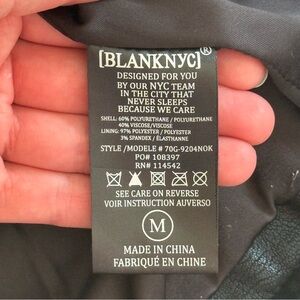 [BLANKNYC]®
DESIGNED FOR YOU
BY OUR NYC TEAM
IN THE CITY THAT
NEVER SLEEPS
BECAUSE WE CARE
SHELL: 60% POLYURETHANE / POLYURETHANE
40% VISCOSE/VISCOSE
LINING: 97% POLYESTER / POLYESTER
3% SPANDEX / ÉLASTHANNE
STYLE /MODELE # 70G-9204NOK
PO# 108397
RN# 114542
SEE CARE ON REVERSE
VOIR INSTRUCTION AUVERSO
M
MADE IN CHINA
FABRIQUÉ EN CHINE